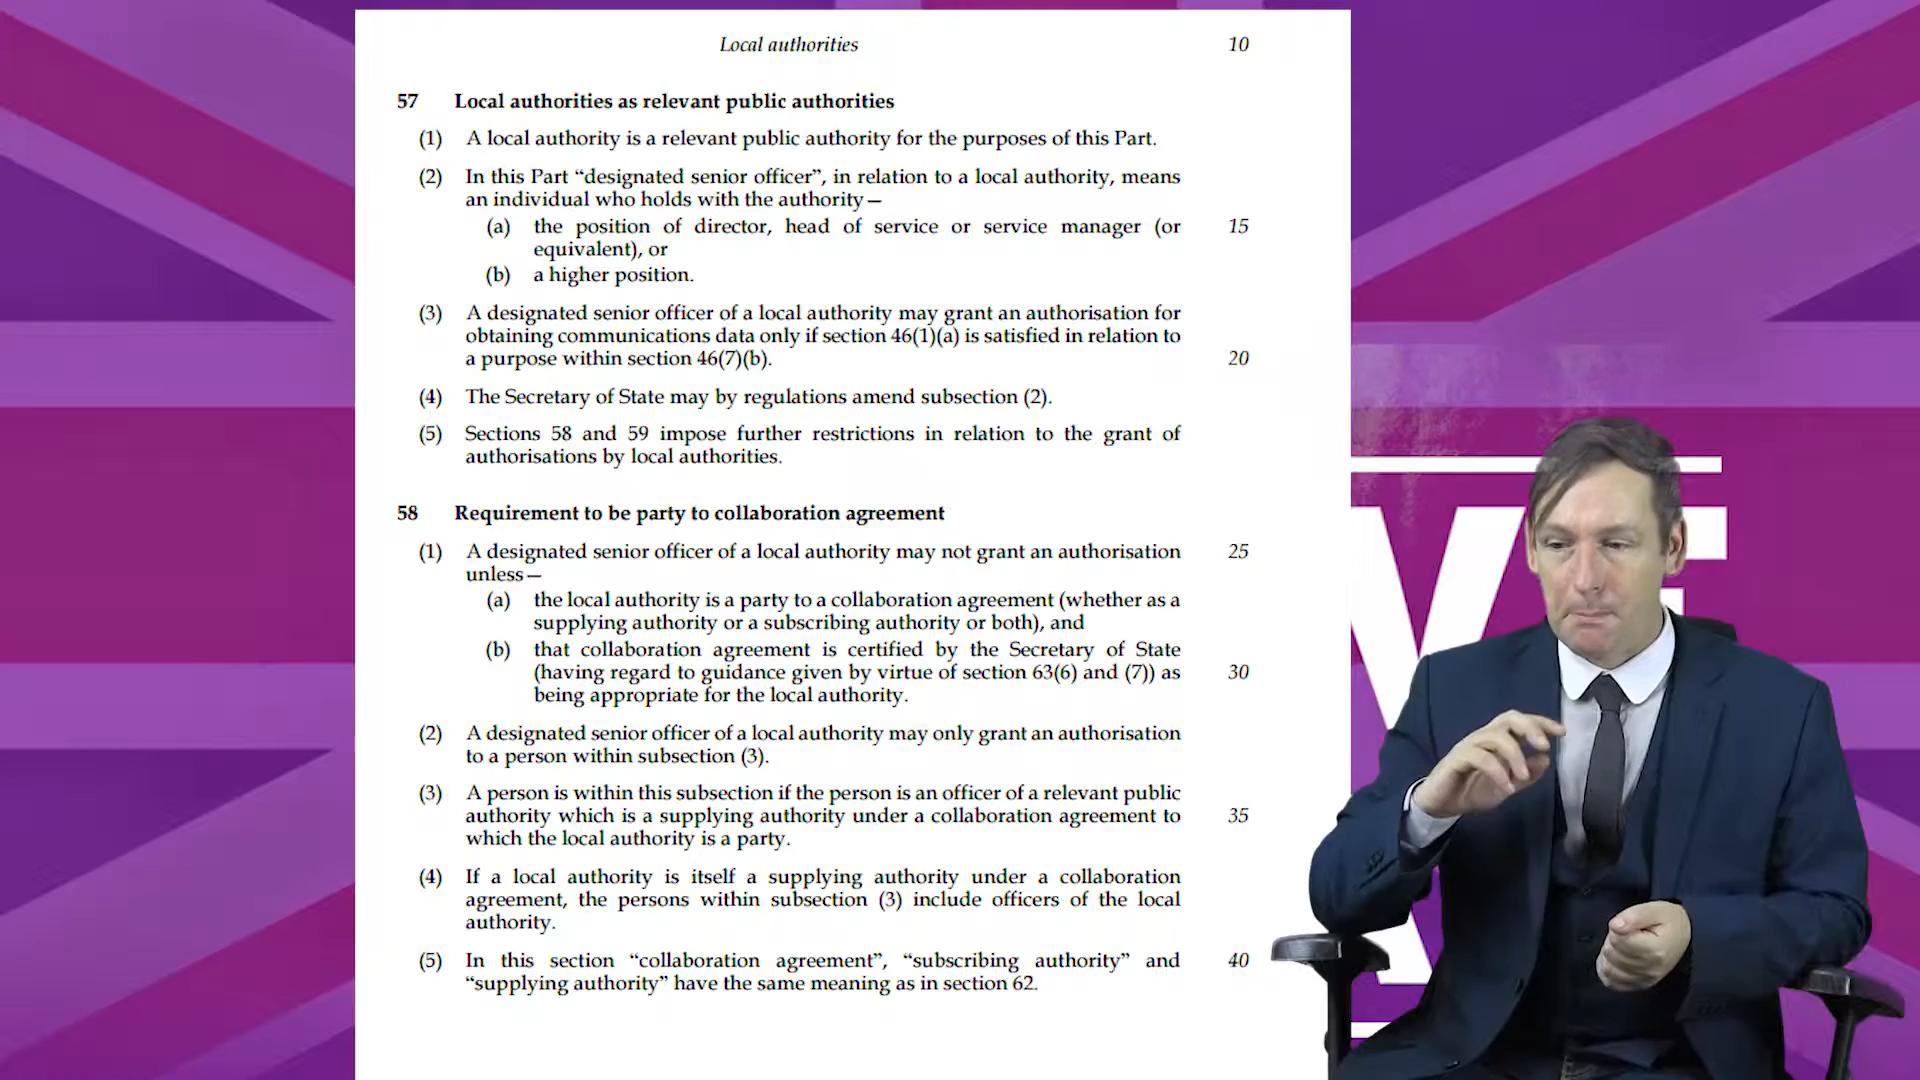 Local authorities 10
57 Local authorities as relevant public authorities
(1) A local authority is a relevant public authority for the purposes of this Part.
(2) In this Part “designated senior officer”, in relation to a local authority, means
an individual who holds with the authority—
(a) the position of director, head of service or service manager (or 15
equivalent), or
(b) a higher position.
(3) A designated senior officer of a local authority may grant an authorisation for
obtaining communications data only if section 46(1)(a) is satisfied in relation to
a purpose within section 46(7)(b). 20
(4) The Secretary of State may by regulations amend subsection (2).
(5) Sections 58 and 59 impose further restrictions in relation to the grant of
authorisations by local authorities.
58 Requirement to be party to collaboration agreement
(1) A designated senior officer of a local authority may not grant an authorisation 25
unless—
(a) the local authority is a party to a collaboration agreement (whether as a
supplying authority or a subscribing authority or both), and
(b) that collaboration agreement is certified by the Secretary of State
(having regard to guidance given by virtue of section 63(6) and (7)) as 30
being appropriate for the local authority.
(2) A designated senior officer of a local authority may only grant an authorisation
to a person within subsection (3).
(3) A person is within this subsection if the person is an officer of a relevant public
authority which is a supplying authority under a collaboration agreement to 35
which the local authority is a party.
(4) If a local authority is itself a supplying authority under a collaboration
agreement, the persons within subsection (3) include officers of the local
authority.
(5) In this section “collaboration agreement”, “subscribing authority” and 40
“supplying authority” have the same meaning as in section 62.